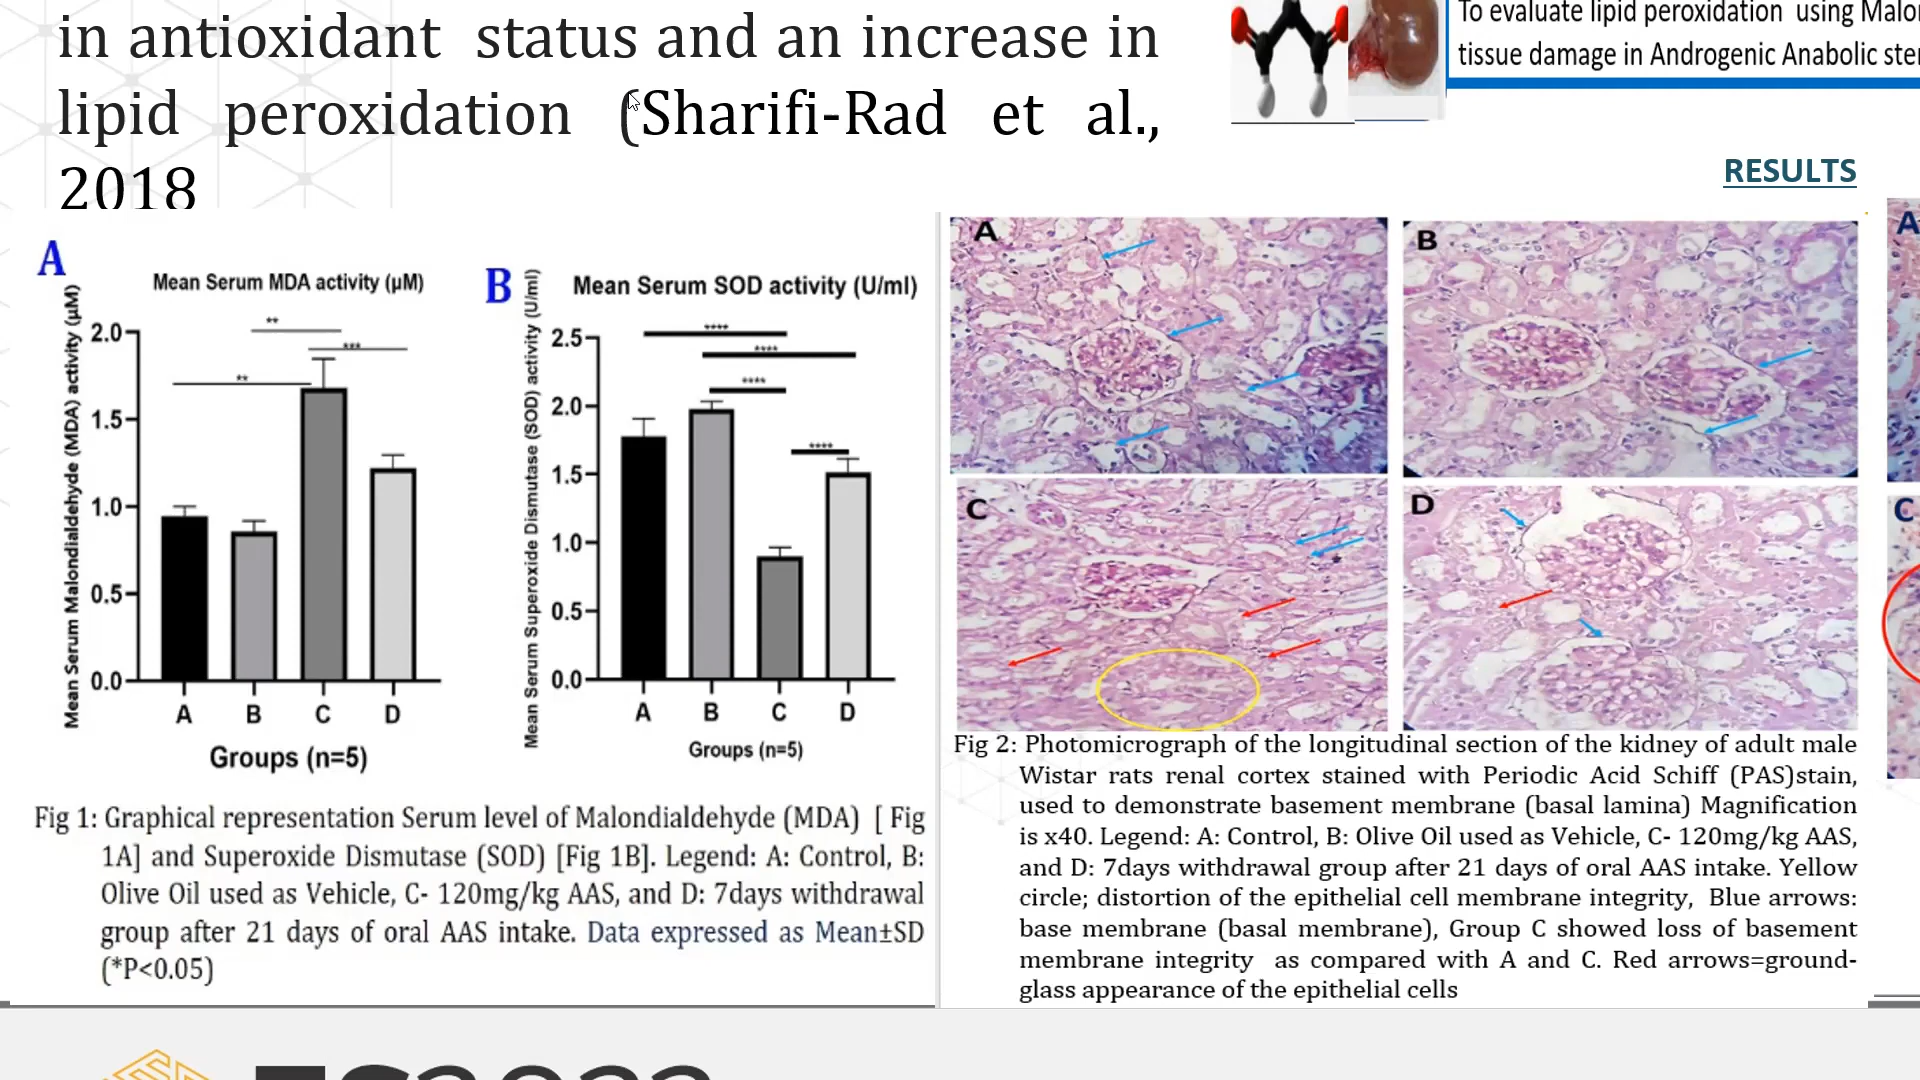 in antioxidant status and an increase in
lipid peroxidation (Sharifi-Rad et al.,
2018
To evaluate lipid peroxidation using
tissue damage in Androgenic Anabolic
RESULTS
A
Mean Serum MDA activity (µM)
Mean Serum Malondialdehyde (MDA) activity (µM)
2.0
1.5
1.0
0.5
0.0
**
***
**
A B C D
Groups (n=5)
B
Mean Serum SOD activity (U/ml)
Mean Serum Superoxide Dismutase (SOD) activity (U/ml)
2.5
2.0
1.5
1.0
0.5
0.0
****
****
****
****
A B C D
Groups (n=5)
Fig 1: Graphical representation Serum level of Malondialdehyde (MDA) [ Fig
1A] and Superoxide Dismutase (SOD) [Fig 1B]. Legend: A: Control, B:
Olive Oil used as Vehicle, C- 120mg/kg AAS, and D: 7days withdrawal
group after 21 days of oral AAS intake. Data expressed as Mean±SD
(*P<0.05)
A
B
C
D
Fig 2: Photomicrograph of the longitudinal section of the kidney of adult male
Wistar rats renal cortex stained with Periodic Acid Schiff (PAS)stain,
used to demonstrate basement membrane (basal lamina) Magnification
is x40. Legend: A: Control, B: Olive Oil used as Vehicle, C- 120mg/kg AAS,
and D: 7days withdrawal group after 21 days of oral AAS intake. Yellow
circle; distortion of the epithelial cell membrane integrity, Blue arrows:
base membrane (basal membrane), Group C showed loss of basement
membrane integrity as compared with A and C. Red arrows=ground-
glass appearance of the epithelial cells
A
C